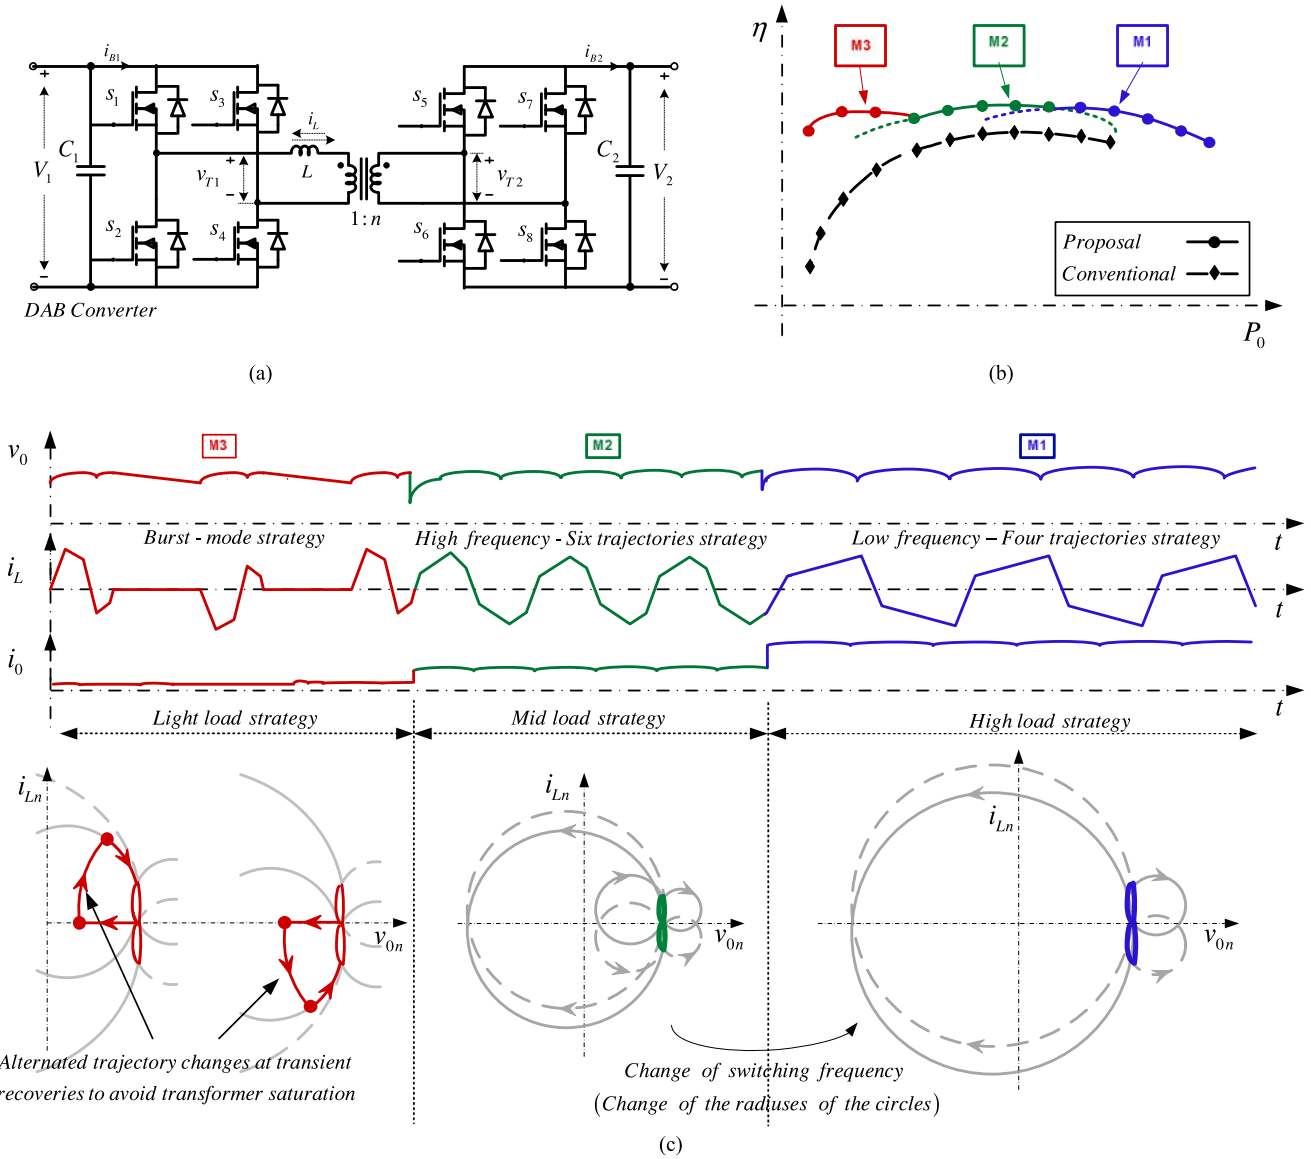 i_B1
i_B2
S_1
S_3
S_5
S_7
i_L
C_1
V_1
v_T1
L
v_T2
C_2
V_2
1:n
S_2
S_4
S_6
S_8
DAB Converter
(a)
η
M3
M2
M1
Proposal
Conventional
P_0
(b)
v_0
M3
M2
M1
Burst - mode strategy
High frequency - Six trajectories strategy
Low frequency – Four trajectories strategy
t
i_L
t
i_0
t
Light load strategy
Mid load strategy
High load strategy
i_Ln
v_0n
i_Ln
v_0n
i_Ln
v_0n
Alternated trajectory changes at transient
recoveries to avoid transformer saturation
Change of switching frequency
(Change of the radiuses of the circles)
(c)